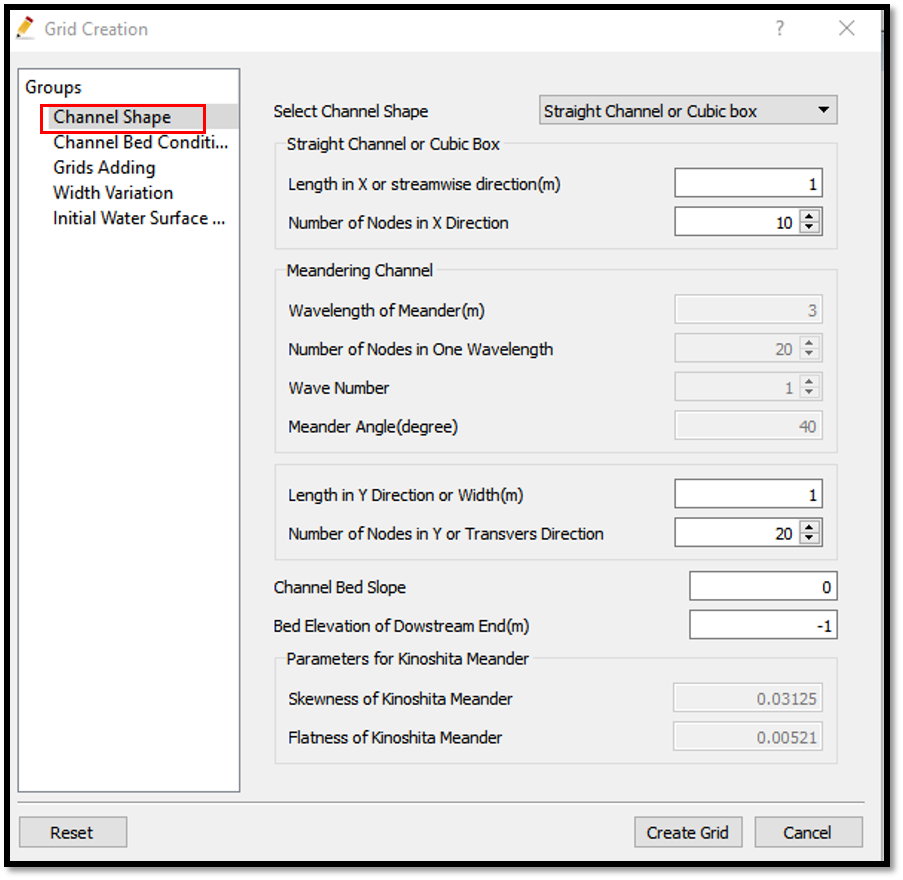 Grid Creation
?
Groups
Channel Shape
Channel Bed Conditi...
Grids Adding
Width Variation
Initial Water Surface ...
Select Channel Shape Straight Channel or Cubic box
Straight Channel or Cubic Box
Length in X or streamwise direction(m) 1
Number of Nodes in X Direction 10
Meandering Channel
Wavelength of Meander(m) 3
Number of Nodes in One Wavelength 20
Wave Number 1
Meander Angle(degree) 40
Length in Y Direction or Width(m) 1
Number of Nodes in Y or Transvers Direction 20
Channel Bed Slope 0
Bed Elevation of Dowstream End(m) -1
Parameters for Kinoshita Meander
Skewness of Kinoshita Meander 0.03125
Flatness of Kinoshita Meander 0.00521
Reset Create Grid Cancel